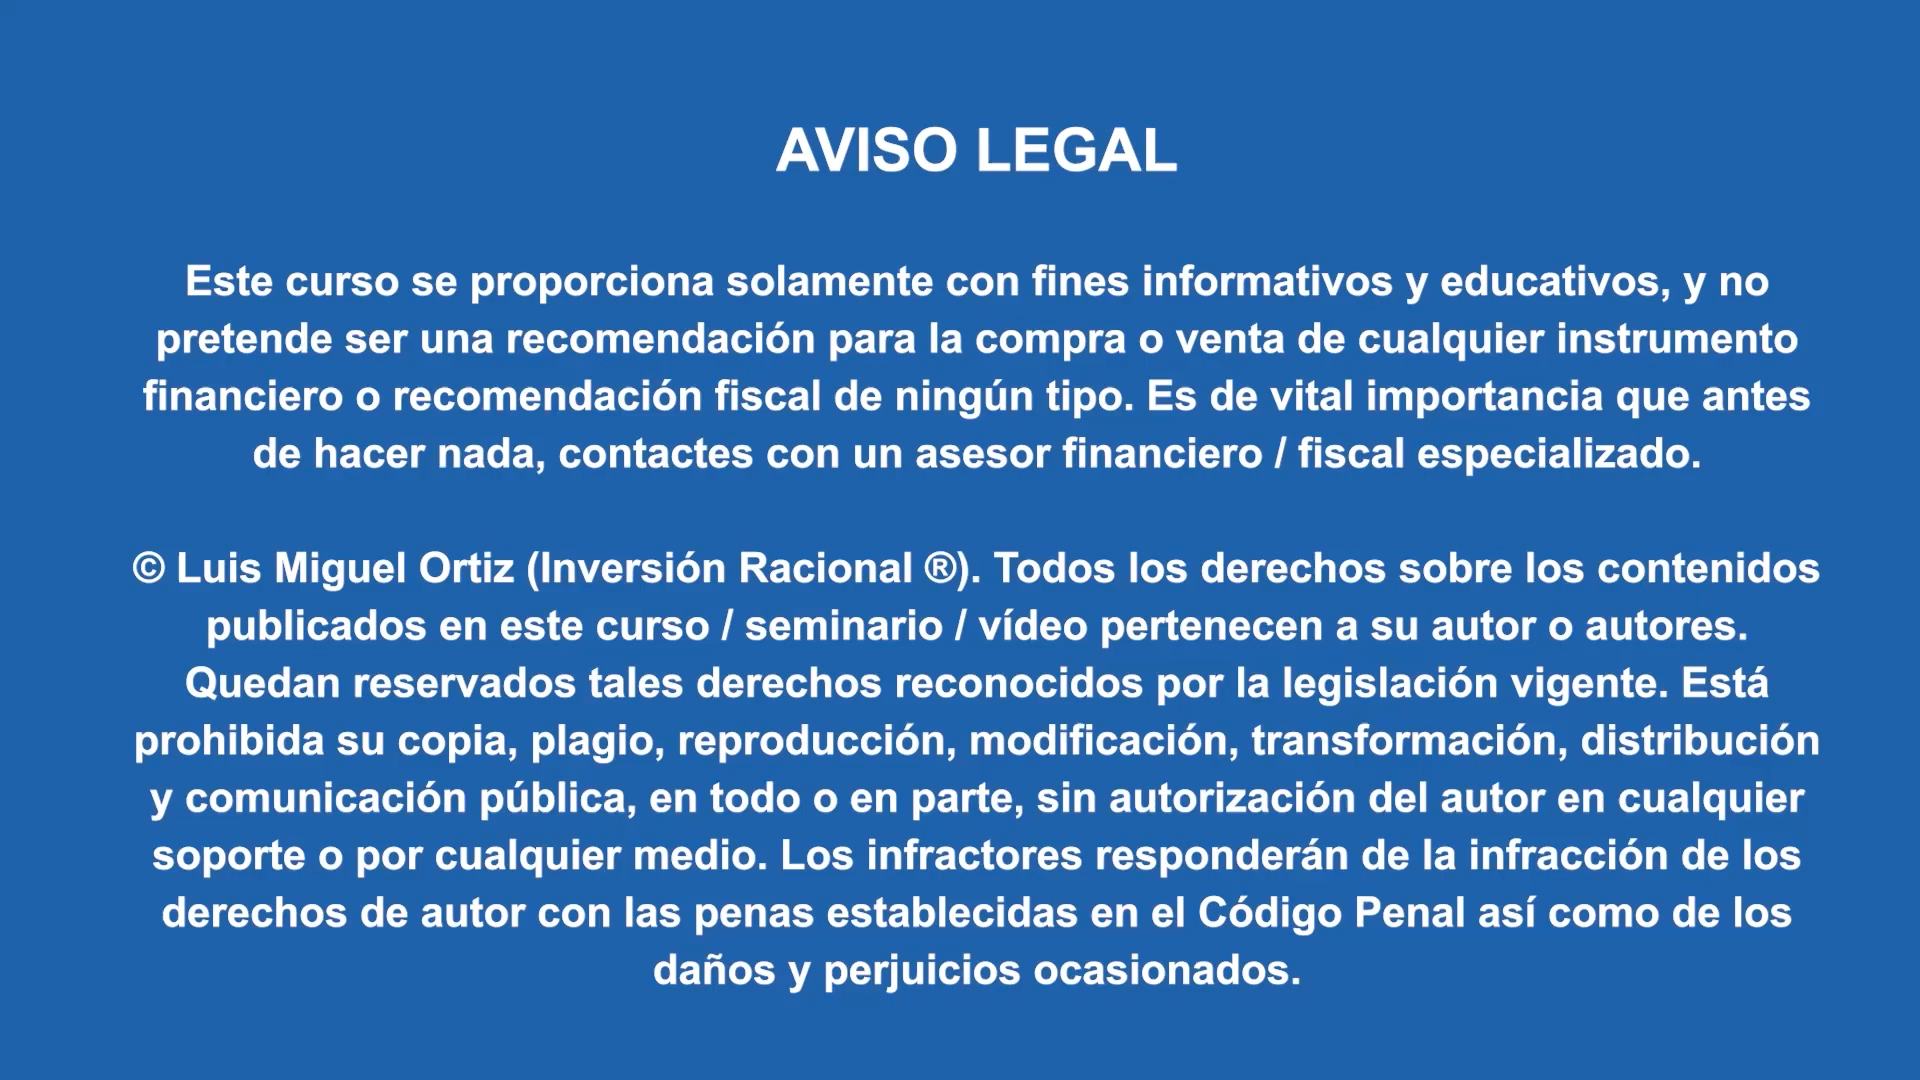 AVISO LEGAL
Este curso se proporciona solamente con fines informativos y educativos, y no
pretende ser una recomendación para la compra o venta de cualquier instrumento
financiero o recomendación fiscal de ningún tipo. Es de vital importancia que antes
de hacer nada, contactes con un asesor financiero / fiscal especializado.
© Luis Miguel Ortiz (Inversión Racional ®). Todos los derechos sobre los contenidos
publicados en este curso / seminario / vídeo pertenecen a su autor o autores.
Quedan reservados tales derechos reconocidos por la legislación vigente. Está
prohibida su copia, plagio, reproducción, modificación, transformación, distribución
y comunicación pública, en todo o en parte, sin autorización del autor en cualquier
soporte o por cualquier medio. Los infractores responderán de la infracción de los
derechos de autor con las penas establecidas en el Código Penal así como de los
daños y perjuicios ocasionados.